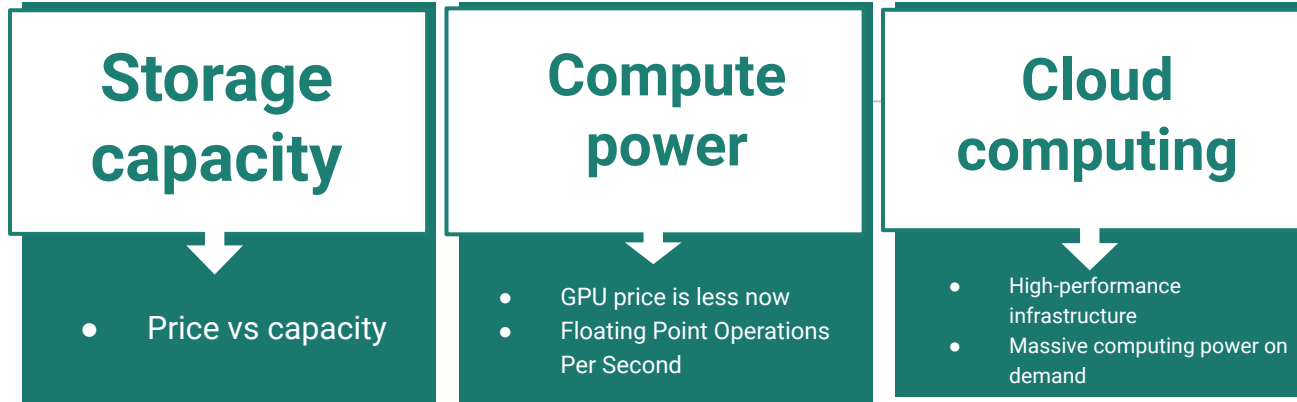 Storage
capacity
● Price vs capacity
Compute
power
● GPU price is less now
● Floating Point Operations
Per Second
Cloud
computing
● High-performance
infrastructure
● Massive computing power on
demand